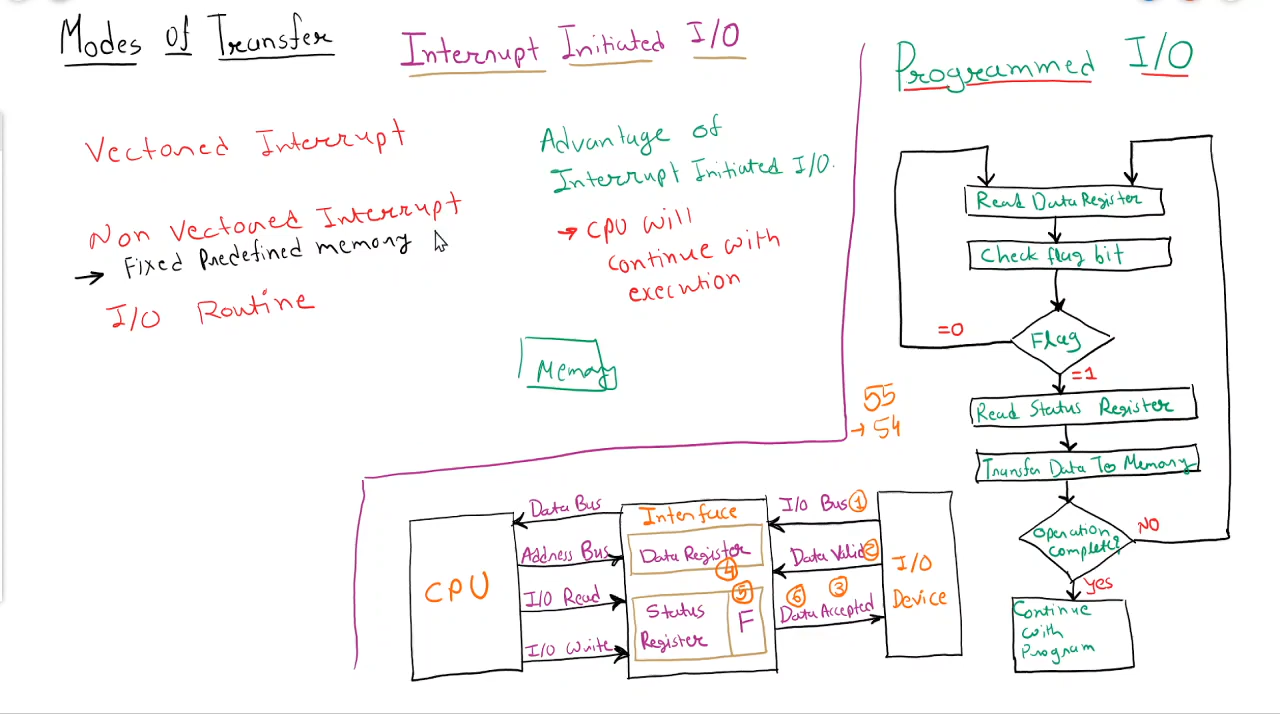 Modes of Transfer
Interrupt Initiated I/O
Vectoned Interrupt
Non Vectoned Interrupt
→ Fixed Predefined memory
I/O Routine
Advantage of
Interrupt Initiated I/O.
→ CPU will
continue with
execution
Memory
55
→ 54
Programmed I/O
Read Data Register
Check flag bit
Flag
=0
=1
Read Status Register
Transfer Data To Memory
Operation
complete?
NO
yes
Continue
with
Program
CPU
Data Bus
Address Bus
I/O Read
I/O Write
Interface
Data Register
4
5
Status
Register
F
I/O Bus 1
Data Valid 2
6 3
Data Accepted
I/O
Device